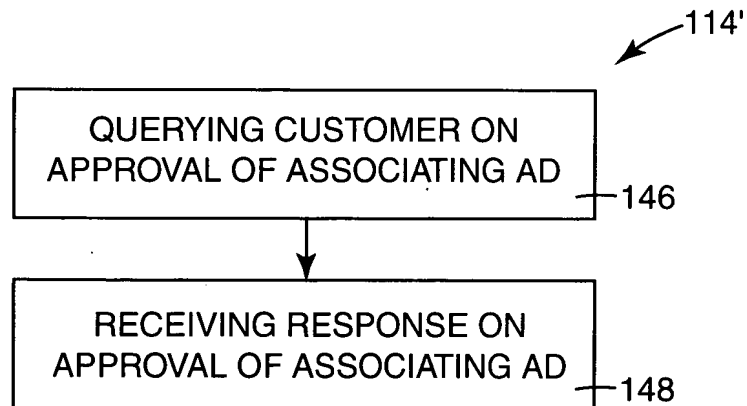 114'
QUERYING CUSTOMER ON
APPROVAL OF ASSOCIATING AD
146
RECEIVING RESPONSE ON
APPROVAL OF ASSOCIATING AD
148